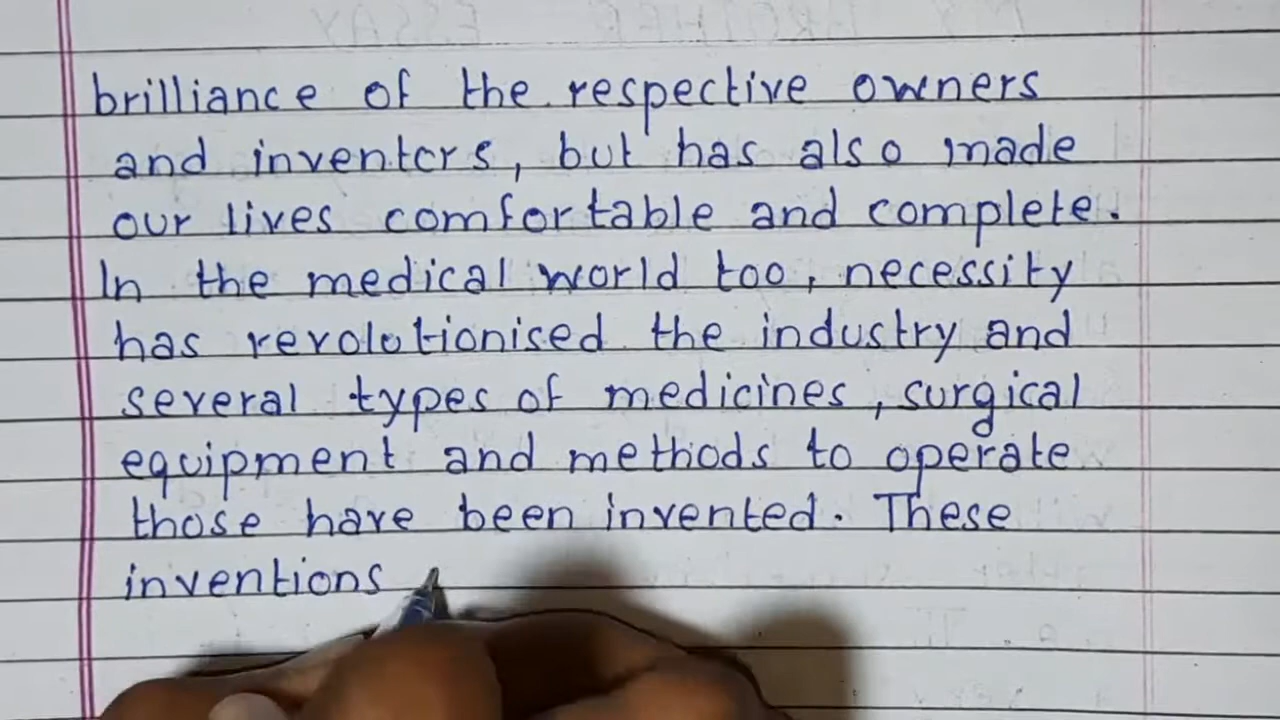 brilliance of the respective owners
and inventors, but has also made
our lives comfortable and complete.
In the medical world too, necessity
has revolutionised the industry and
several types of medicines, surgical
equipment and methods to operate
those have been invented. These
inventions